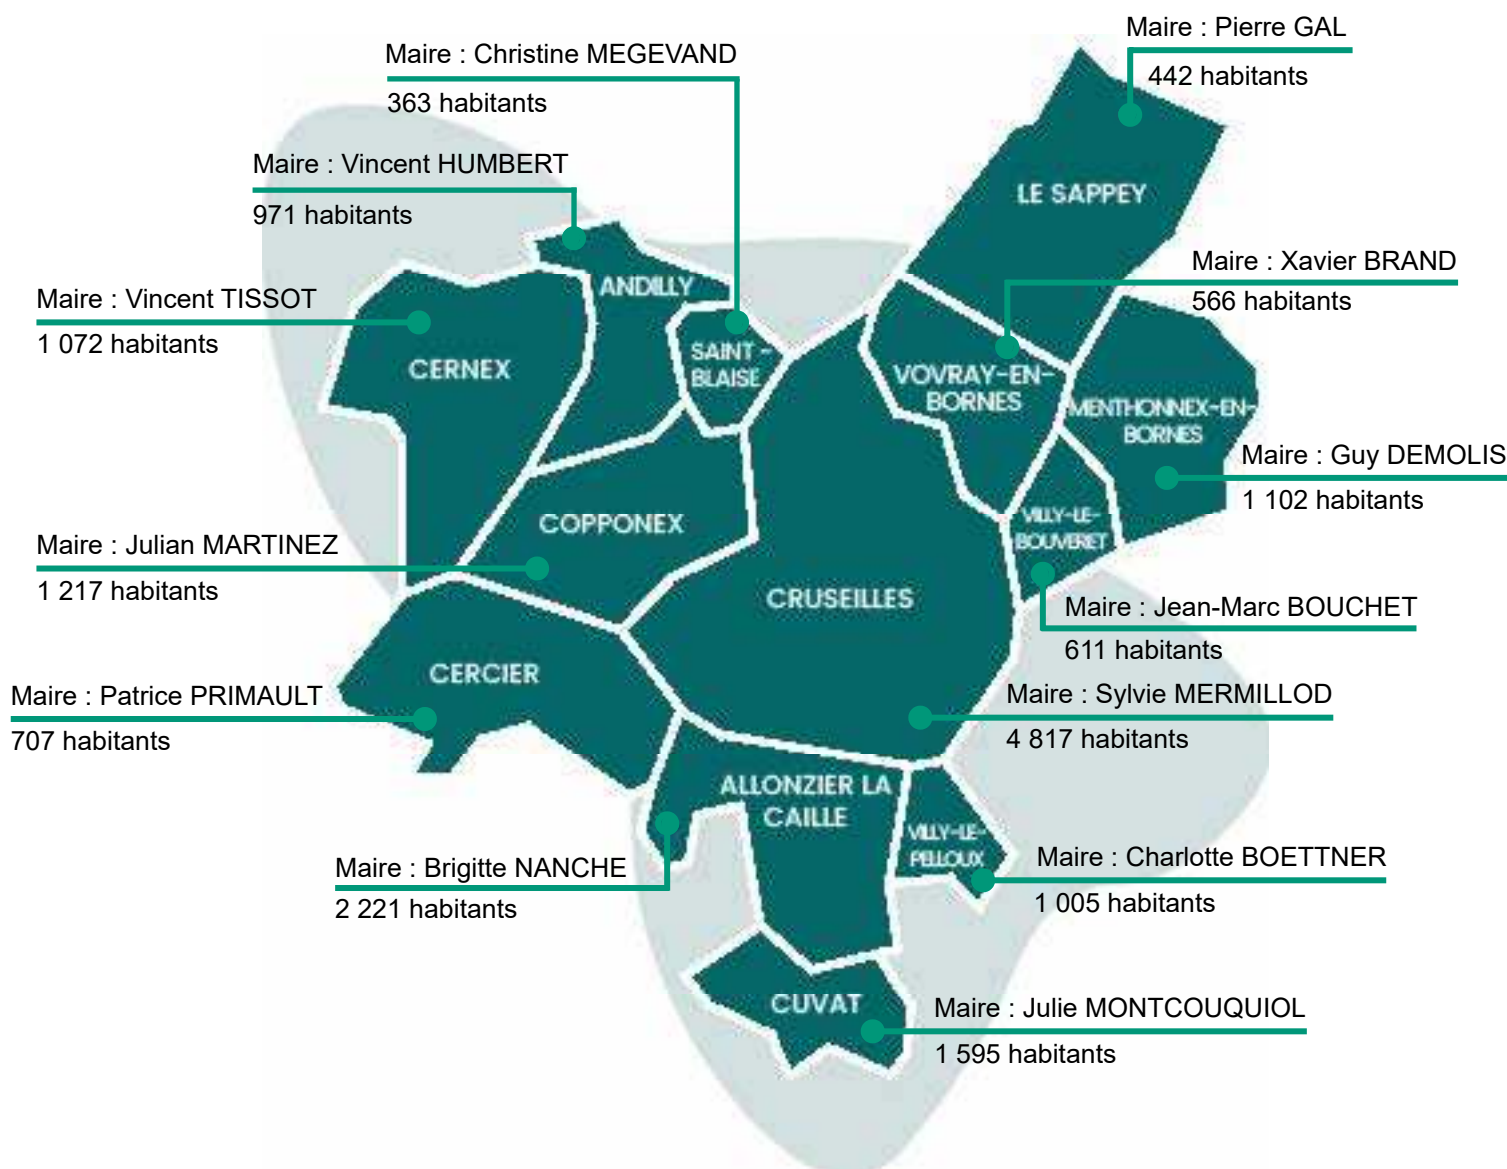 Maire : Pierre GAL
442 habitants
Maire : Christine MEGEVAND
363 habitants
Maire : Vincent HUMBERT
971 habitants
LE SAPPEY
Maire : Xavier BRAND
566 habitants
ANDILLY
Maire : Vincent TISSOT
1 072 habitants
CERNEX
SAINT -
BLAISE
VOVRAY-EN-
BORNES
MENTHONNEX-EN-
BORNES
Maire : Guy DEMOLIS
1 102 habitants
COPPONEX
VILLY-LE-
BOUVERET
Maire : Julian MARTINEZ
1 217 habitants
CRUSEILLES
Maire : Jean-Marc BOUCHET
611 habitants
CERCIER
Maire : Patrice PRIMAULT
707 habitants
Maire : Sylvie MERMILLOD
4 817 habitants
ALLONZIER LA
CAILLE
VILLY-LE-
PELLOUX
Maire : Brigitte NANCHE
2 221 habitants
Maire : Charlotte BOETTNER
1 005 habitants
CUVAT
Maire : Julie MONTCOUQUIOL
1 595 habitants